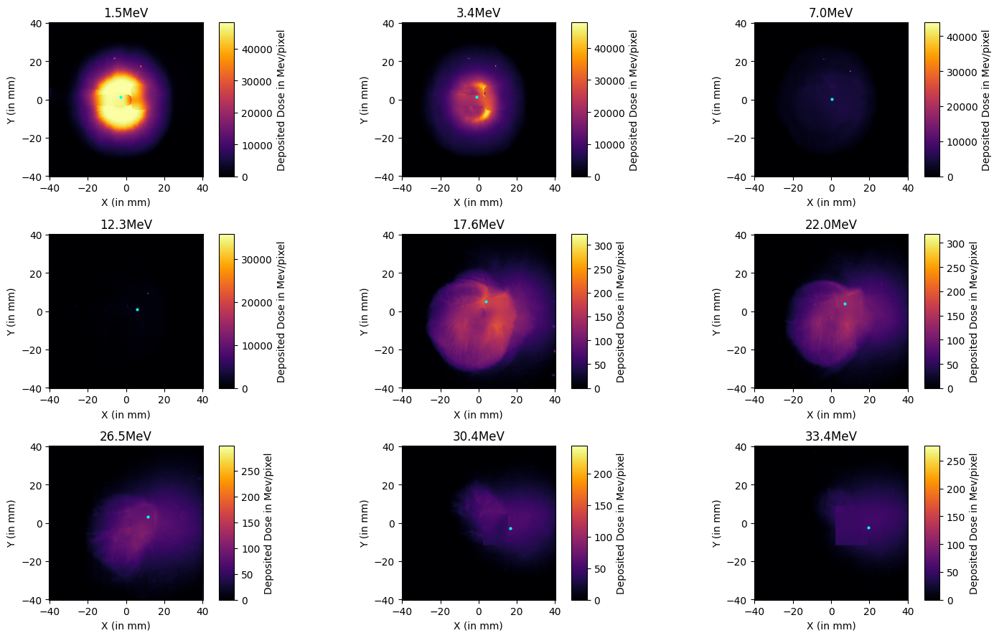 1.5MeV
40
20
0
−20
−40
−40 −20 0 20 40
Y (in mm)
X (in mm)
40000
30000
20000
10000
0
Deposited Dose in Mev/pixel
3.4MeV
40
20
0
−20
−40
−40 −20 0 20 40
Y (in mm)
X (in mm)
40000
30000
20000
10000
0
Deposited Dose in Mev/pixel
7.0MeV
40
20
0
−20
−40
−40 −20 0 20 40
Y (in mm)
X (in mm)
40000
30000
20000
10000
0
Deposited Dose in Mev/pixel
12.3MeV
40
20
0
−20
−40
−40 −20 0 20 40
Y (in mm)
X (in mm)
30000
20000
10000
0
Deposited Dose in Mev/pixel
17.6MeV
40
20
0
−20
−40
−40 −20 0 20 40
Y (in mm)
X (in mm)
300
250
200
150
100
50
0
Deposited Dose in Mev/pixel
22.0MeV
40
20
0
−20
−40
−40 −20 0 20 40
Y (in mm)
X (in mm)
300
250
200
150
100
50
0
Deposited Dose in Mev/pixel
26.5MeV
40
20
0
−20
−40
−40 −20 0 20 40
Y (in mm)
X (in mm)
250
200
150
100
50
0
Deposited Dose in Mev/pixel
30.4MeV
40
20
0
−20
−40
−40 −20 0 20 40
Y (in mm)
X (in mm)
200
150
100
50
0
Deposited Dose in Mev/pixel
33.4MeV
40
20
0
−20
−40
−40 −20 0 20 40
Y (in mm)
X (in mm)
250
200
150
100
50
0
Deposited Dose in Mev/pixel